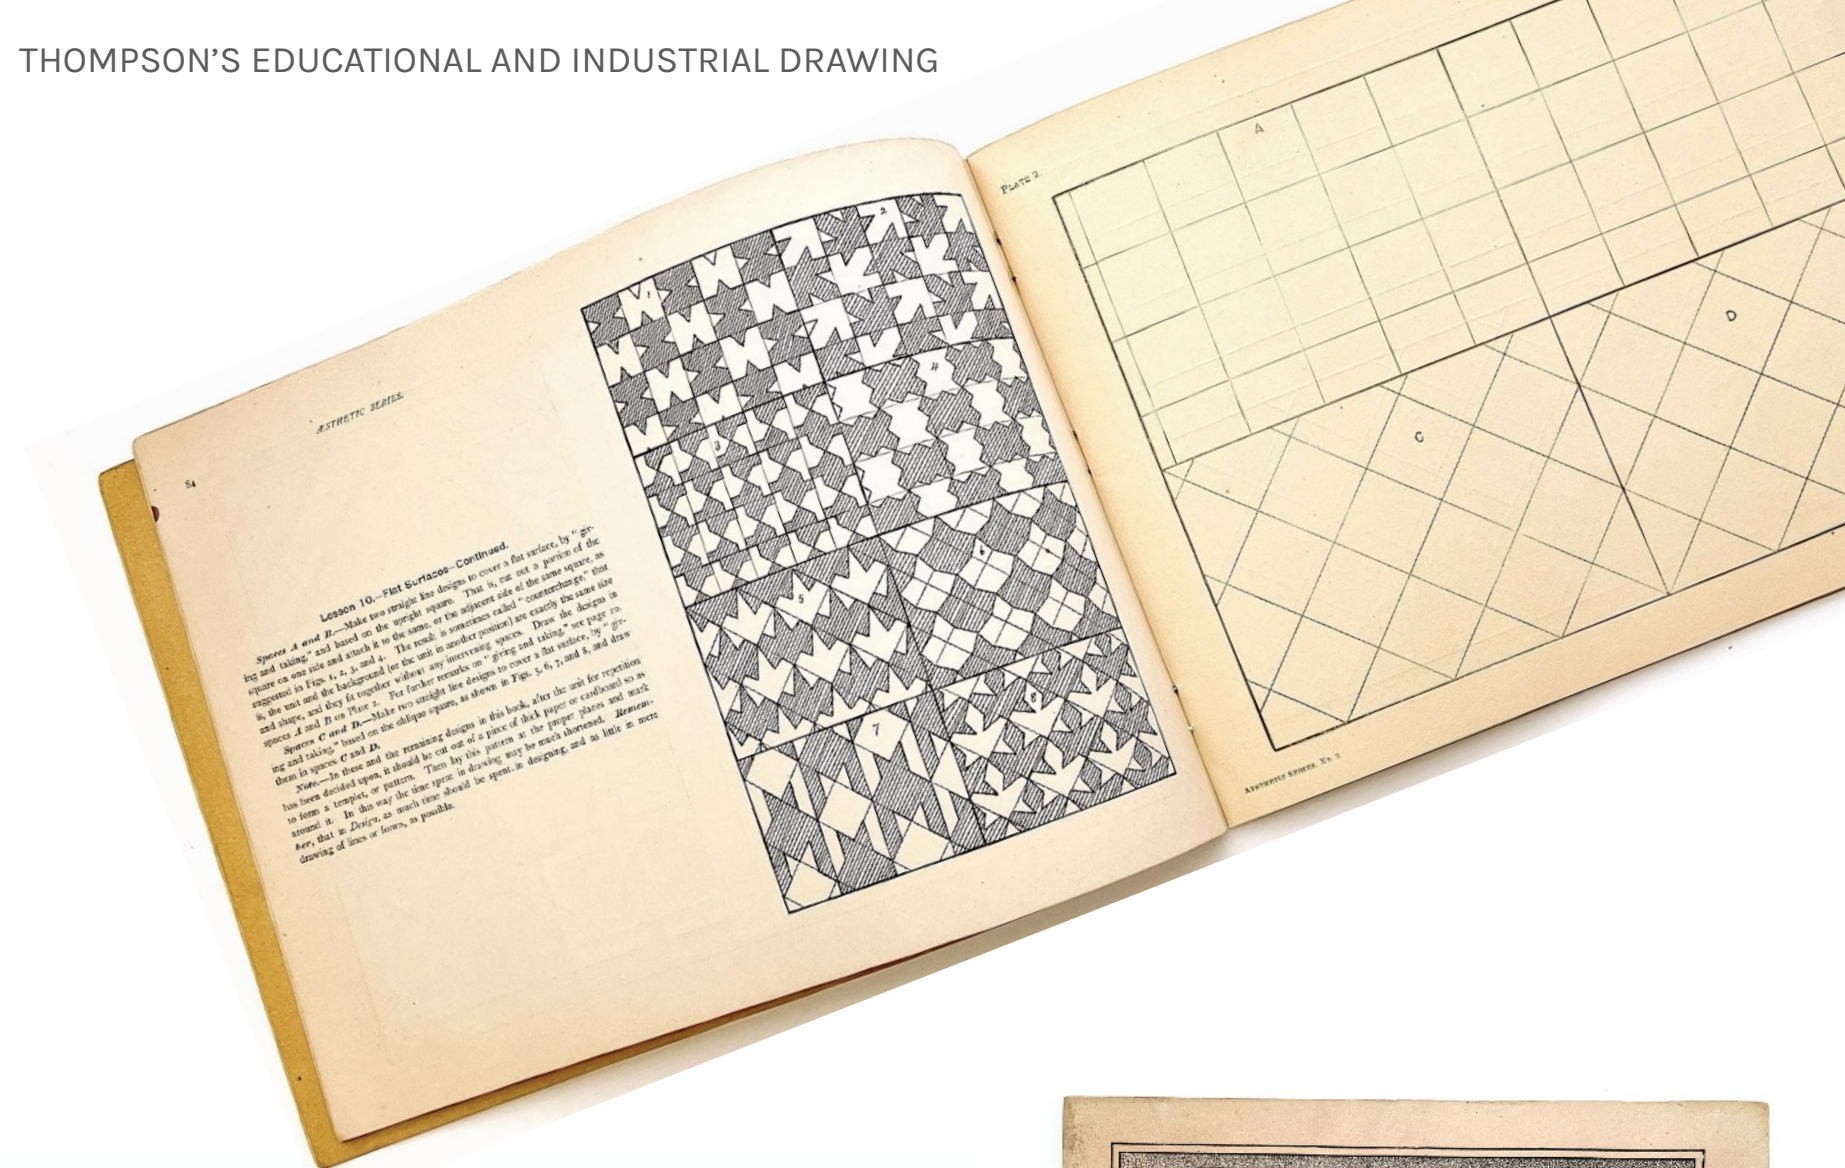 THOMPSON’S EDUCATIONAL AND INDUSTRIAL DRAWING
84
ÆSTHETIC SERIES.
Lesson 10.—Flat Surfaces—Continued.
Spaces A and B.—Make two straight line designs to cover a flat surface, by "giv-
ing and taking," and based on the upright square. That is, cut out a portion of the
square on one side and attach it to the same, or the adjacent side of the same square, as
suggested in Figs. 1, 2, 3, and 4. The result is sometimes called "counterchange," that
is, the unit and the background (or the unit in another position) are exactly the same size
and shape, and they fit together without any intervening spaces. Draw the designs in
spaces A and B on Plate 2. For further remarks on "giving and taking," see page 20.
Spaces C and D.—Make two straight line designs to cover a flat surface, by "giv-
ing and taking," based on the oblique square, as shown in Figs. 5, 6, 7, and 8, and draw
them in spaces C and D.
Note.—In these and the remaining designs in this book, after the unit for repetition
has been decided upon, it should be cut out of a piece of thick paper or cardboard so as
to form a templet, or pattern. Then lay this pattern at the proper places and mark
around it. In this way the time spent in drawing may be much shortened. Remem-
ber, that in Design, as much time should be spent in designing, and as little in mere
drawing of lines or forms, as possible.
1
2
3
4
5
6
7
8
PLATE 2.
A
C
D
ÆSTHETIC SERIES, No. 3